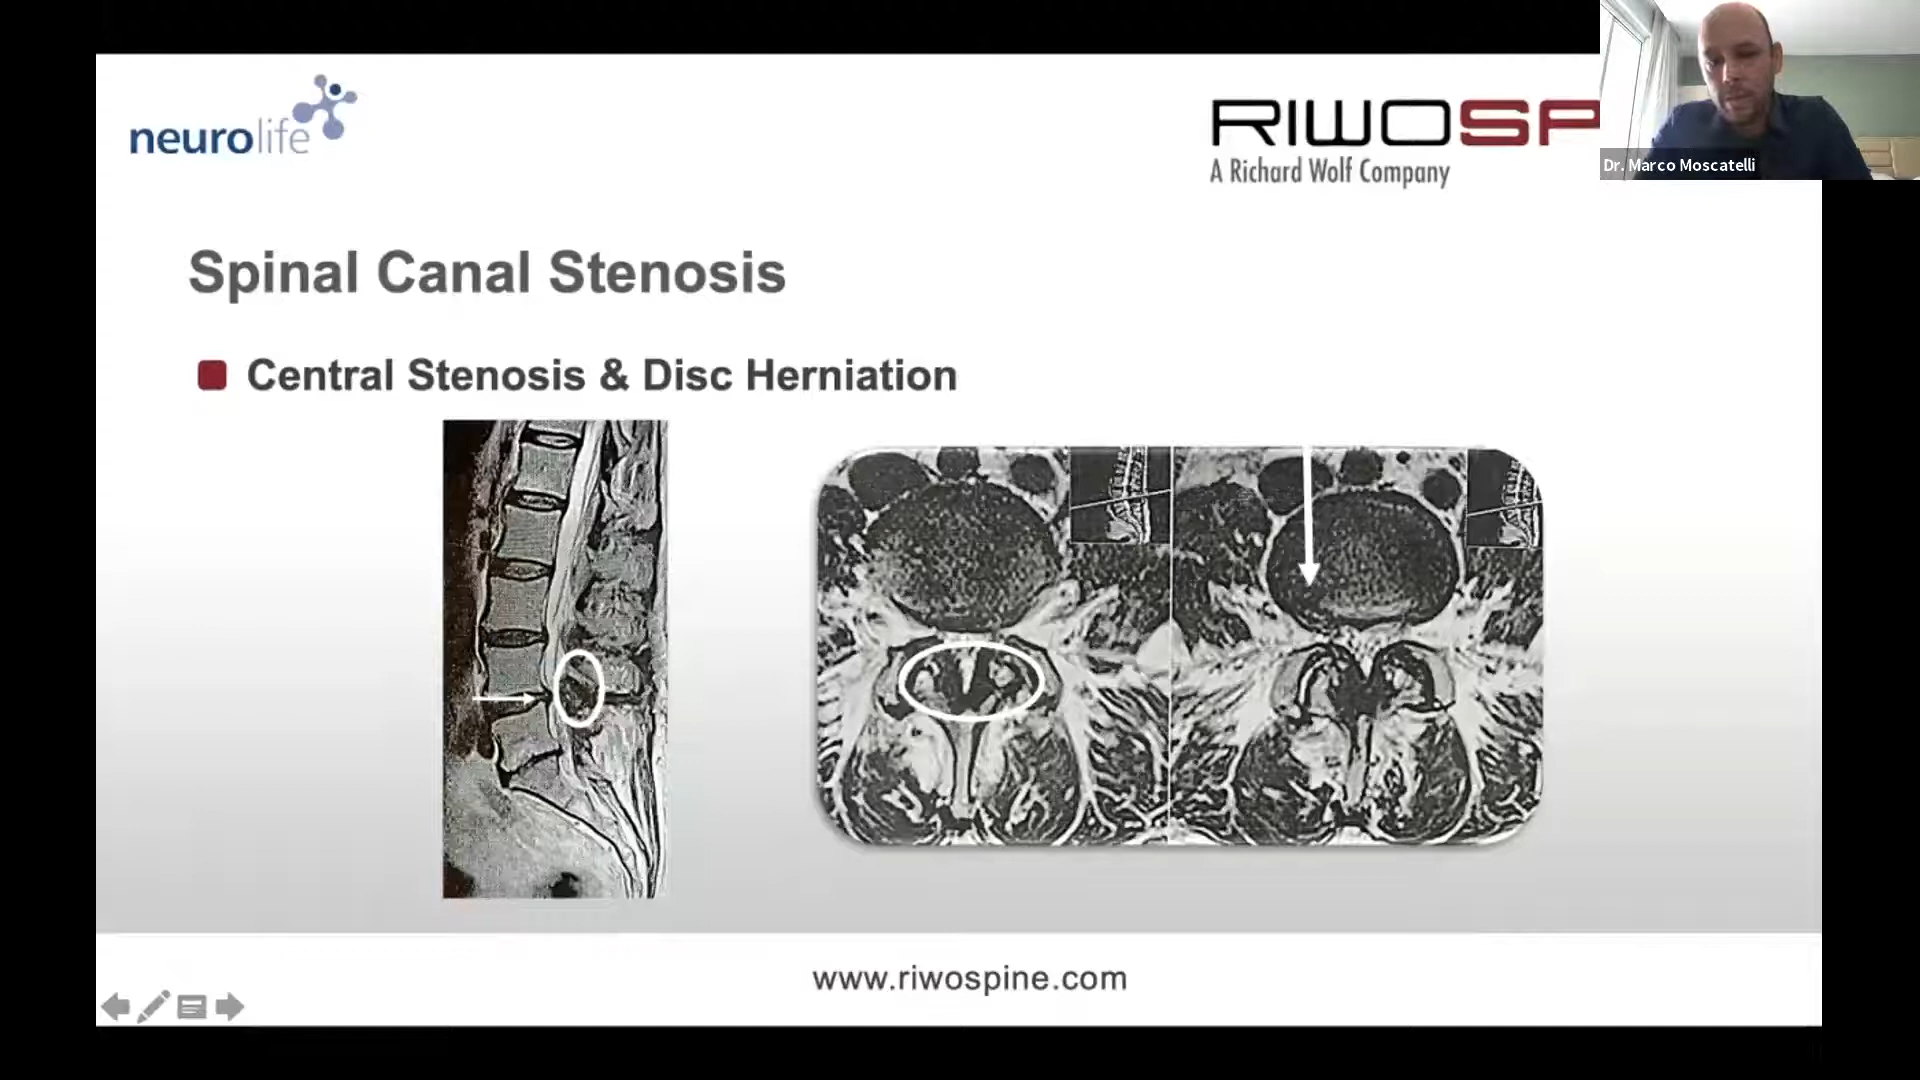 neurolife
RIWOSP
A Richard Wolf Company
Dr. Marco Moscatelli
Spinal Canal Stenosis
Central Stenosis & Disc Herniation
www.riwospine.com